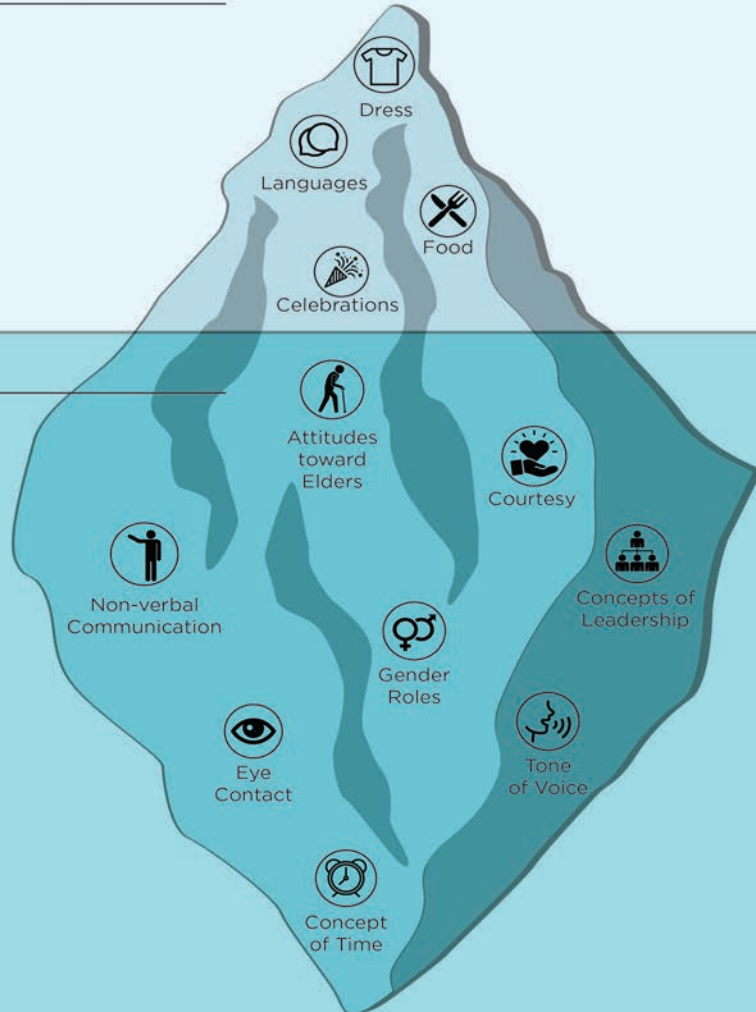 Dress
Languages
Food
Celebrations
Attitudes
toward
Elders
Courtesy
Non-verbal
Communication
Concepts of
Leadership
Gender
Roles
Eye
Contact
Tone
of Voice
Concept
of Time